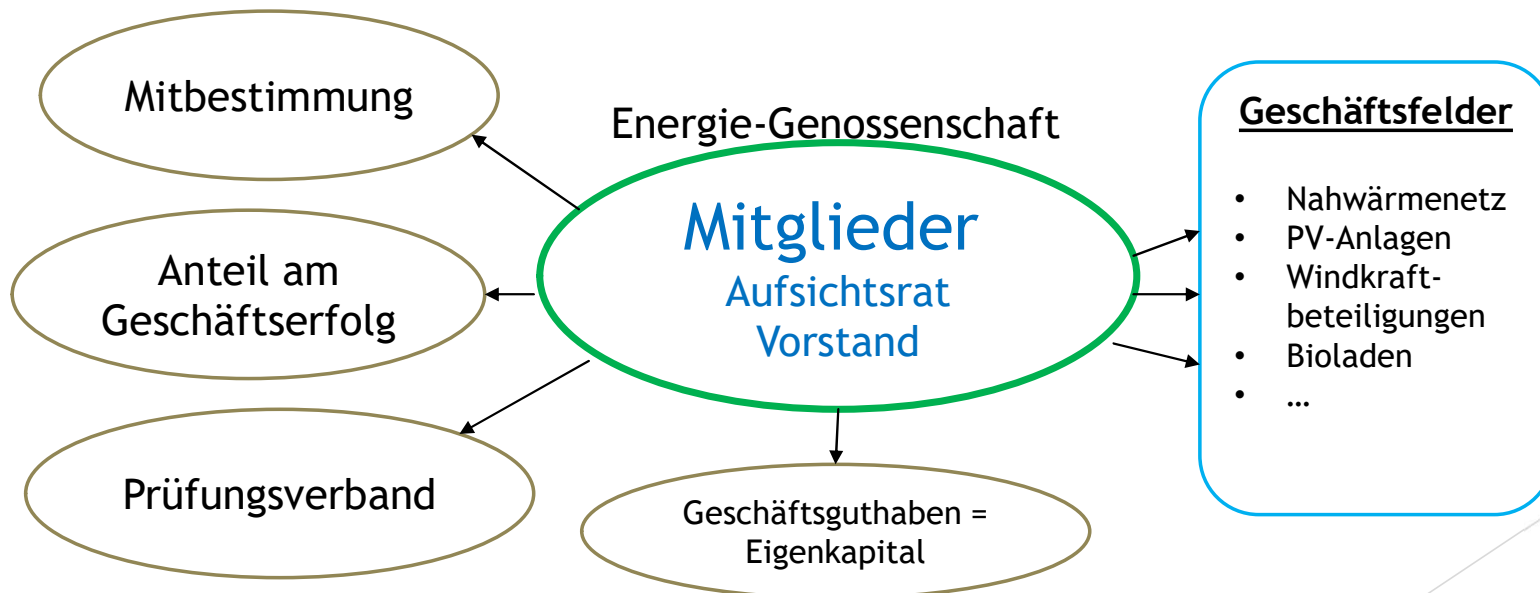 Mitbestimmung
Anteil am
Geschäftserfolg
Prüfungsverband
Energie-Genossenschaft
Mitglieder
Aufsichtsrat
Vorstand
Geschäftsguthaben =
Eigenkapital
Geschäftsfelder
• Nahwärmenetz
• PV-Anlagen
• Windkraft-
beteiligungen
• Bioladen
• …